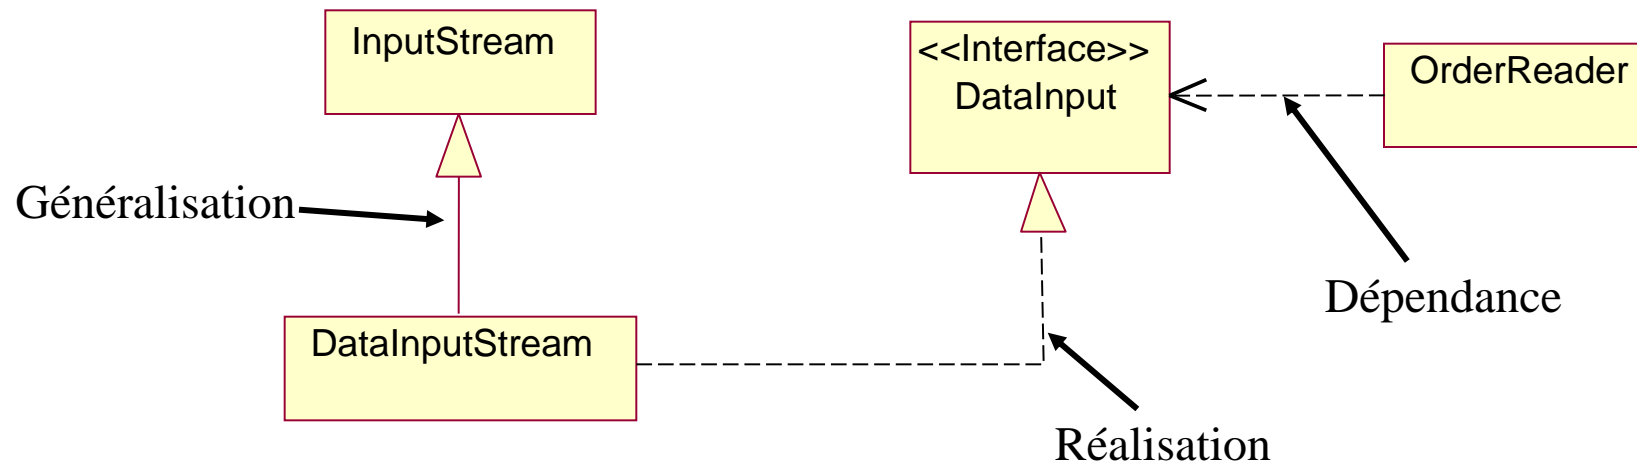 InputStream
<<Interface>>
DataInput
OrderReader
Généralisation
Dépendance
DataInputStream
Réalisation